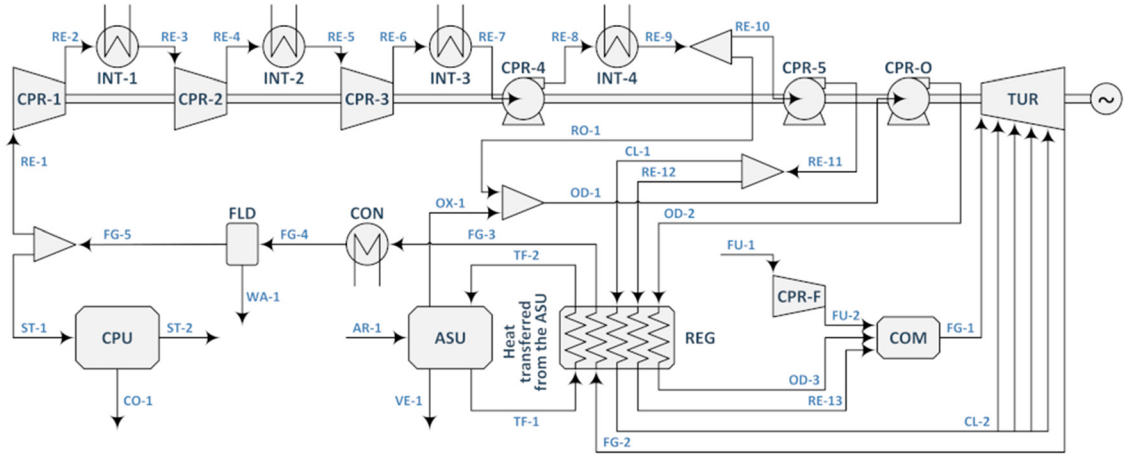 RE-2
RE-3
RE-4
RE-5
RE-6
RE-7
RE-8
RE-9
RE-10
INT-1
INT-2
INT-3
INT-4
CPR-4
CPR-5
CPR-O
CPR-1
CPR-2
CPR-3
TUR
~
RO-1
RE-1
CL-1
RE-11
RE-12
OX-1
OD-1
FLD
CON
OD-2
FG-5
FG-4
FG-3
FU-1
TF-2
WA-1
CPR-F
FU-2
ST-1
CPU
ST-2
AR-1
ASU
Heat
transferred
from the ASU
REG
COM
FG-1
OD-3
CO-1
VE-1
RE-13
TF-1
CL-2
FG-2